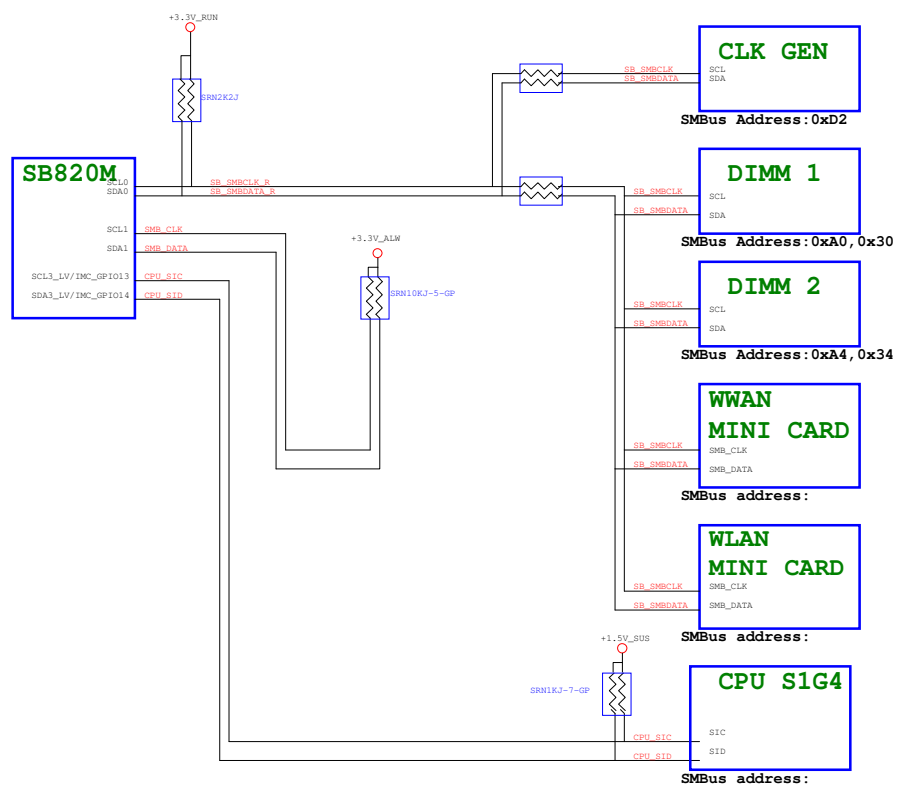 +3.3V_RUN
SRN2K2J
SB_SMBCLK
SB_SMBDATA
CLK GEN
SCL
SDA
SMBus Address:0xD2
SB820M
SCL0
SDA0
SB_SMBCLK_R
SB_SMBDATA_R
SCL1
SMB_CLK
SDA1
SMB_DATA
SCL3_LV/IMC_GPIO13
CPU_SIC
SDA3_LV/IMC_GPIO14
CPU_SID
+3.3V_ALW
SRN10KJ-5-GP
DIMM 1
SB_SMBCLK
SCL
SB_SMBDATA
SDA
SMBus Address:0xA0,0x30
DIMM 2
SB_SMBCLK
SCL
SB_SMBDATA
SDA
SMBus Address:0xA4,0x34
WWAN
MINI CARD
SB_SMBCLK
SMB_CLK
SB_SMBDATA
SMB_DATA
SMBus address:
WLAN
MINI CARD
SB_SMBCLK
SMB_CLK
SB_SMBDATA
SMB_DATA
SMBus address:
+1.5V_SUS
SRN1KJ-7-GP
CPU S1G4
CPU_SIC
SIC
CPU_SID
SID
SMBus address: